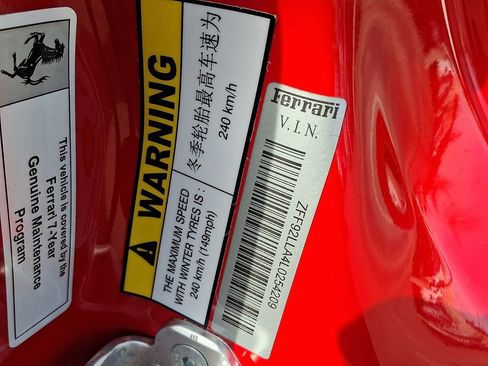 This vehicle is covered by the
Ferrari 7-Year
Genuine Maintenance
Program
WARNING
冬季轮胎最高车速为
240 km/h
THE MAXIMUM SPEED
WITH WINTER TYRES IS :
240 km/h (149mph)
Ferrari
V.I.N.
ZFF92LLA4L0254209